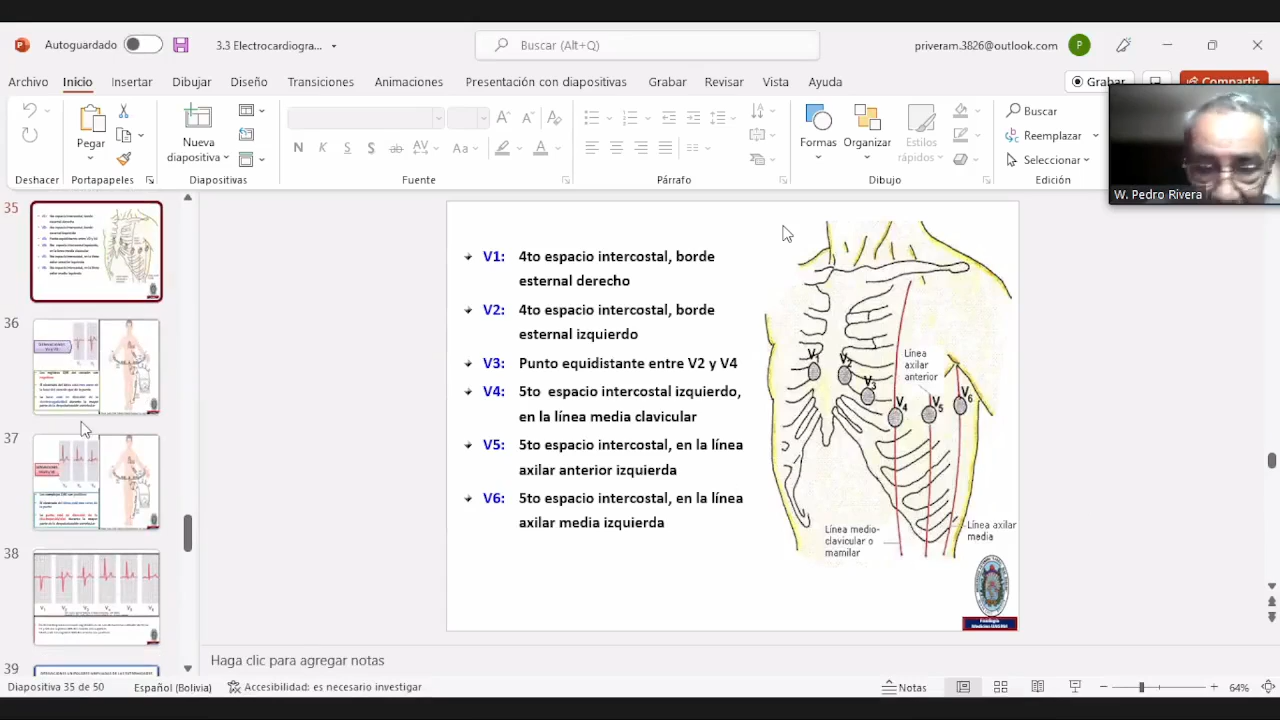 Autoguardado
3.3 Electrocardiogra...
Buscar (Alt+Q)
priveram.3826@outlook.com
P
Archivo Inicio Insertar Dibujar Diseño Transiciones Animaciones Presentación con diapositivas Grabar Revisar Vista Ayuda
Grabar
Compartir
Pegar
Nueva
diapositiva
N
Aa
Formas
Organizar
Estilos
rápidos
Buscar
Reemplazar
Seleccionar
W. Pedro Rivera
Deshacer Portapapeles Diapositivas Fuente Párrafo Dibujo Edición
35
36
37
38
39
V1: 4to espacio intercostal, borde
esternal derecho
V2: 4to espacio intercostal, borde
esternal izquierdo
V3: Punto equidistante entre V2 y V4
V4: 5to espacio intercostal izquierdo,
en la línea media clavicular
V5: 5to espacio intercostal, en la línea
axilar anterior izquierda
V6: 5to espacio intercostal, en la línea
axilar media izquierda
Línea
axilar
anterior
V3
V4
Línea medio-
clavicular o
mamilar
Línea axilar
media
Haga clic para agregar notas
Diapositiva 35 de 50
Español (Bolivia)
Accesibilidad: es necesario investigar
Notas
64%